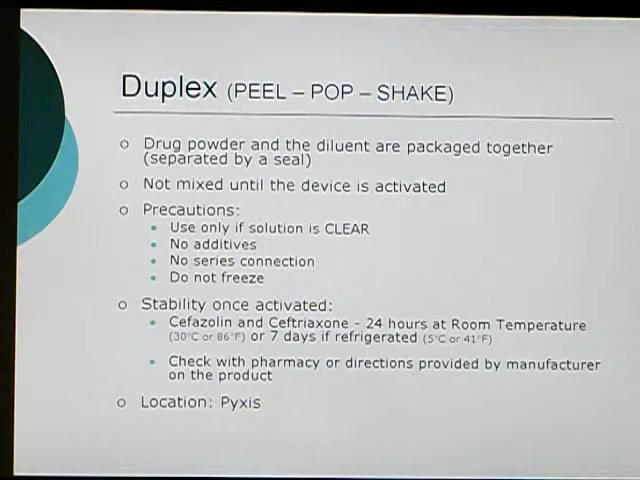 Duplex (PEEL – POP – SHAKE)
Drug powder and the diluent are packaged together
(separated by a seal)
Not mixed until the device is activated
Precautions:
Use only if solution is CLEAR
No additives
No series connection
Do not freeze
Stability once activated:
Cefazolin and Ceftriaxone - 24 hours at Room Temperature
(30°C or 86°F) or 7 days if refrigerated (5°C or 41°F)
Check with pharmacy or directions provided by manufacturer
on the product
Location: Pyxis